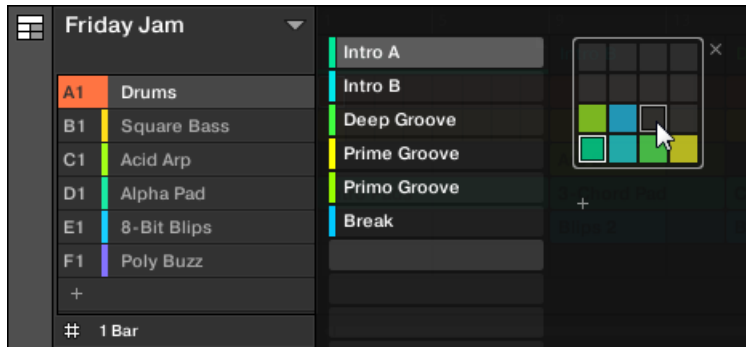 Friday Jam
A1 Drums
B1 Square Bass
C1 Acid Arp
D1 Alpha Pad
E1 8-Bit Blips
F1 Poly Buzz
+
# 1 Bar
Intro A
Intro B
Deep Groove
Prime Groove
Primo Groove
Break
×
+